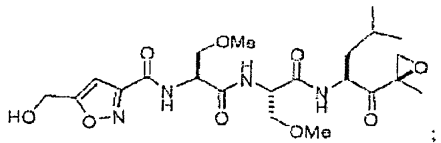 OMe
O O O
H N N H N H
HO O N O O OMe O
;